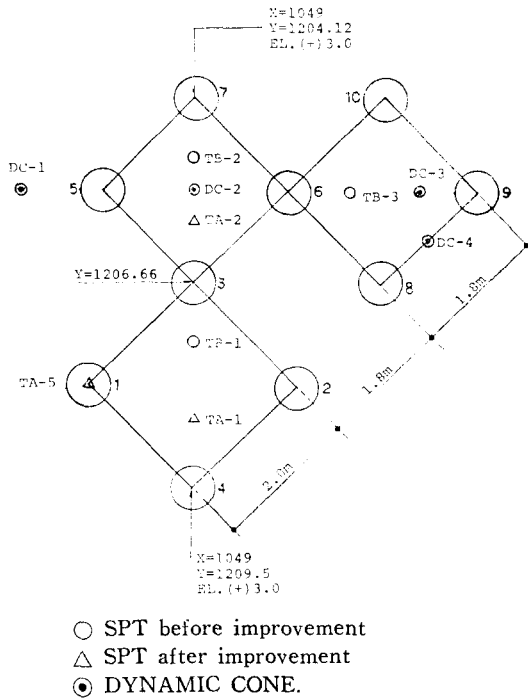 X=1049
Y=1204.12
EL.(+)3.0
7
10
TB-2
DC-1
5
DC-2
6
TB-3
DC-3
9
TA-2
DC-4
Y=1206.66
3
8
1.8m
TB-1
TA-5
1
2
1.8m
TA-1
4
2.0m
X=1049
Y=1209.5
EL.(+)3.0
SPT before improvement
SPT after improvement
DYNAMIC CONE.